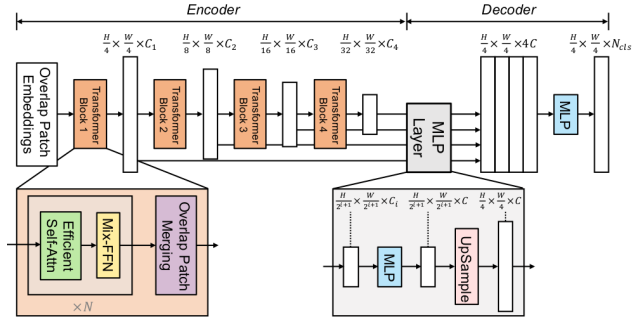 Encoder
Decoder
H/4 × W/4 × C₁
H/8 × W/8 × C₂
H/16 × W/16 × C₃
H/32 × W/32 × C₄
H/4 × W/4 × 4C
H/4 × W/4 × N_cls
Overlap Patch
Embeddings
Transformer
Block 1
Transformer
Block 2
Transformer
Block 3
Transformer
Block 4
MLP
Layer
MLP
Efficient
Self-Attn
Mix-FFN
Overlap Patch
Merging
× N
H/2^(i+1) × W/2^(i+1) × C_i
H/2^(i+1) × W/2^(i+1) × C
H/4 × W/4 × C
MLP
UpSample